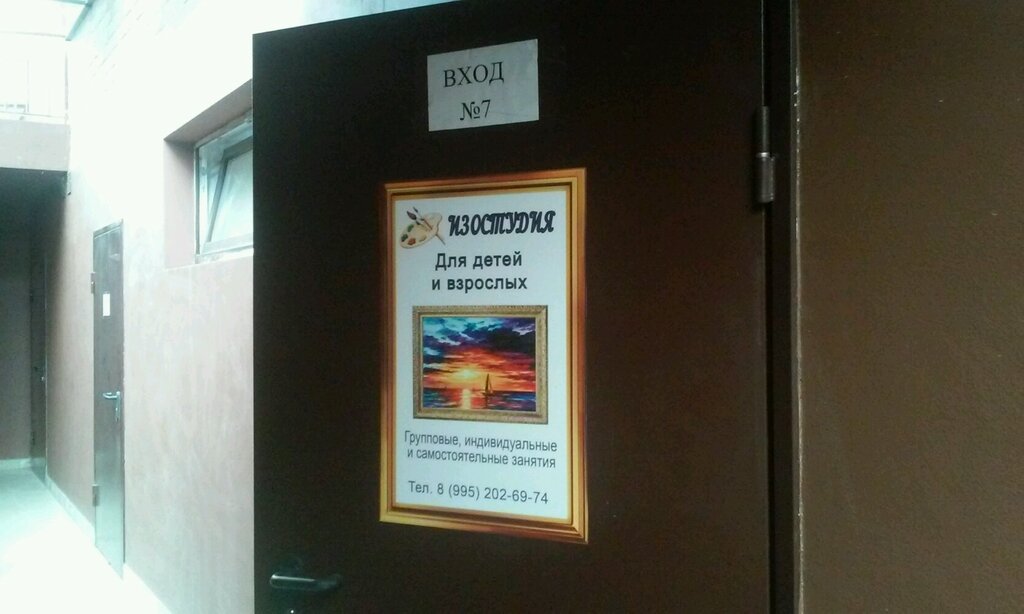 ВХОД
№7
ИЗОСТУДИЯ
Для детей
и взрослых
Групповые, индивидуальные
и самостоятельные занятия
Тел. 8 (995) 202-69-74